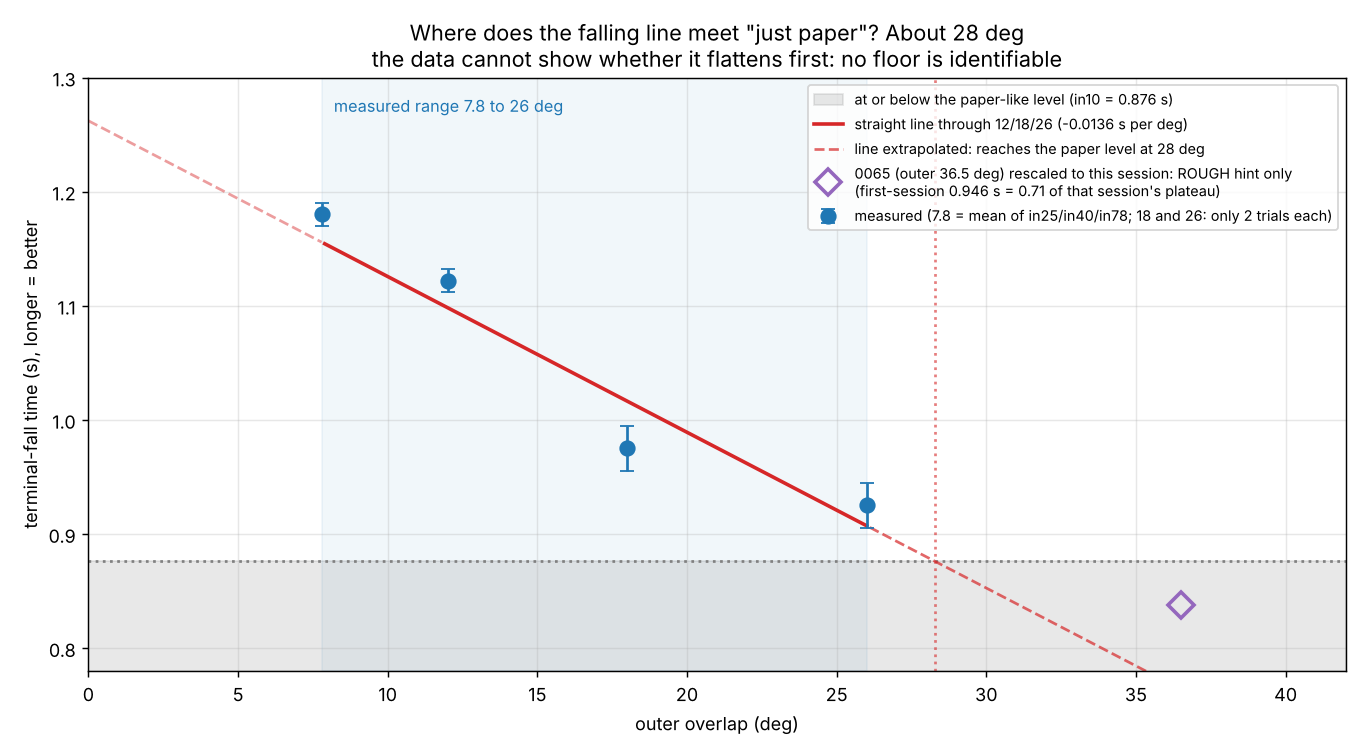 Where does the falling line meet "just paper"? About 28 deg
the data cannot show whether it flattens first: no floor is identifiable
measured range 7.8 to 26 deg
at or below the paper-like level (in10 = 0.876 s)
straight line through 12/18/26 (-0.0136 s per deg)
line extrapolated: reaches the paper level at 28 deg
0065 (outer 36.5 deg) rescaled to this session: ROUGH hint only
(first-session 0.946 s = 0.71 of that session's plateau)
measured (7.8 = mean of in25/in40/in78; 18 and 26: only 2 trials each)
terminal-fall time (s), longer = better
1.3
1.2
1.1
1.0
0.9
0.8
0
5
10
15
20
25
30
35
40
outer overlap (deg)